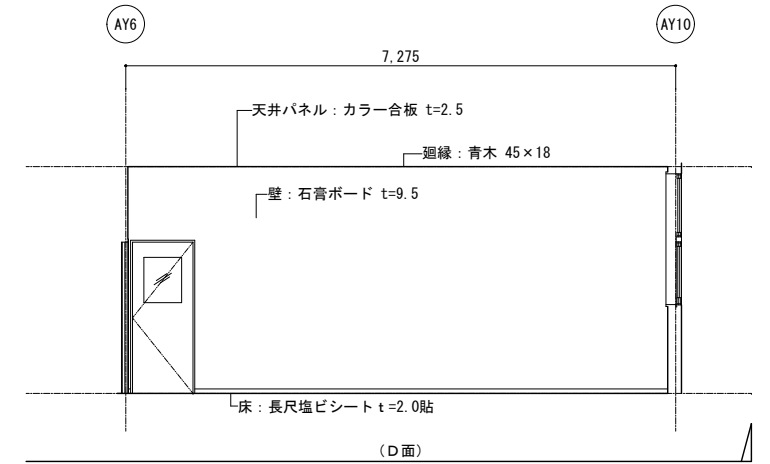 AY6
AY10
7,275
天井パネル：カラー合板 t=2.5
廻縁：青木 45×18
壁：石膏ボード t=9.5
床：長尺塩ビシートｔ=2.0貼
(Ｄ面)